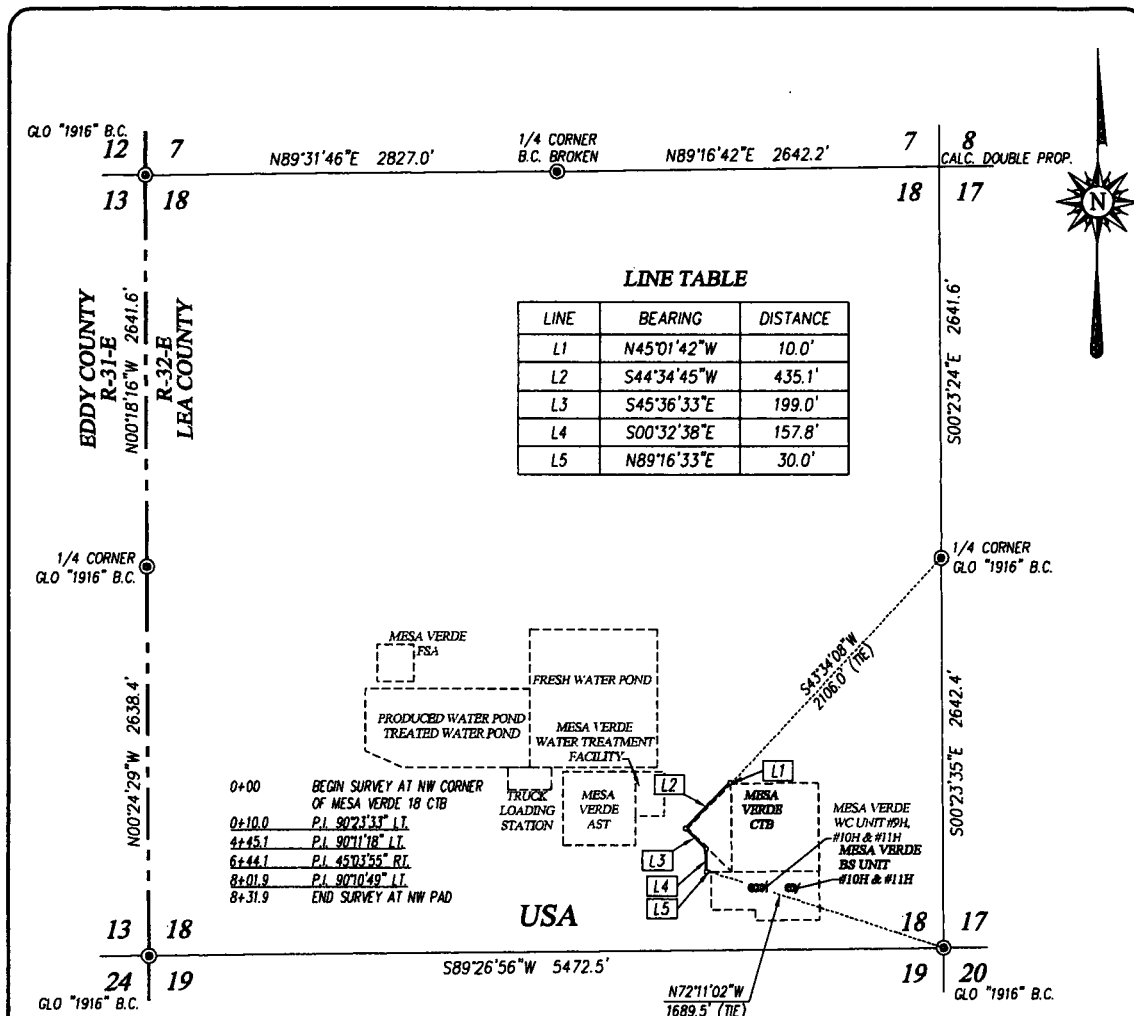 GLO "1916" B.C.
12 7
13 18
N89°31'46"E 2827.0'
1/4 CORNER
B.C. BROKEN
N89°16'42"E 2642.2'
7 8
CALC. DOUBLE PROP.
18 17
N
EDDY COUNTY
R-31-E
N00°18'16"W 2641.6'
R-32-E
LEA COUNTY
LINE TABLE
LINE BEARING DISTANCE
L1 N45°01'42"W 10.0'
L2 S44°34'45"W 435.1'
L3 S45°36'33"E 199.0'
L4 S00°32'38"E 157.8'
L5 N89°16'33"E 30.0'
S00°23'24"E 2641.6'
1/4 CORNER
GLO "1916" B.C.
1/4 CORNER
GLO "1916" B.C.
S43°34'08"W
2106.0' (TIE)
N00°24'29"W 2638.4'
S00°23'35"E 2642.4'
MESA VERDE
FSA
FRESH WATER POND
PRODUCED WATER POND
TREATED WATER POND
MESA VERDE
WATER TREATMENT
FACILITY
TRUCK
LOADING
STATION
MESA
VERDE
AST
L2
L1
MESA
VERDE
CTB
MESA VERDE
WC UNIT #9H,
#10H & #11H
MESA VERDE
BS UNIT
#10H & #11H
L3
L4
L5
0+00 BEGIN SURVEY AT NW CORNER
OF MESA VERDE 18 CTB
0+10.0 P.I. 90°23'33" LT.
4+45.1 P.I. 90°11'18" LT.
6+44.1 P.I. 45°03'55" RT.
8+01.9 P.I. 90°10'49" LT.
8+31.9 END SURVEY AT NW PAD
USA
13 18
24 19
GLO "1916" B.C.
S89°26'56"W 5472.5'
18 17
19 20
GLO "1916" B.C.
N72°11'02"W
1689.5' (TIE)